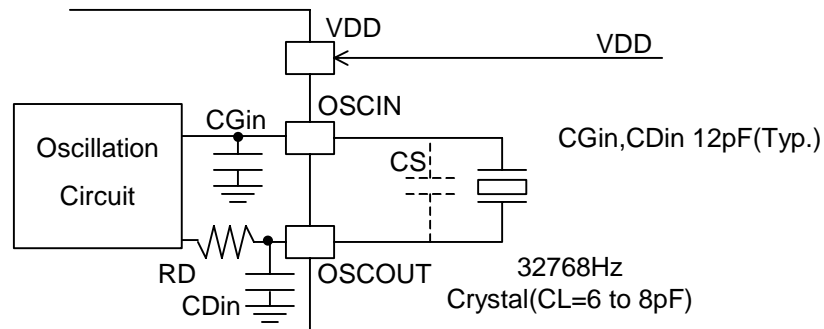 VDD
VDD
OSCIN
CGin
CGin,CDin 12pF(Typ.)
Oscillation
Circuit
CS
RD
OSCOUT
CDin
32768Hz
Crystal(CL=6 to 8pF)